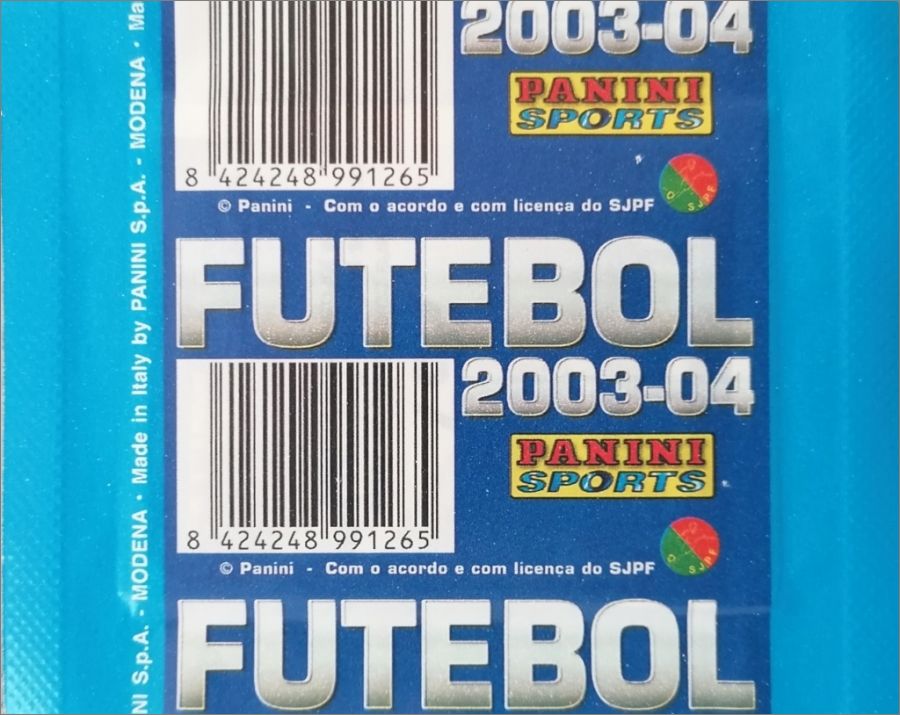 2003-04
PANINI
SPORTS
8 424248 991265
SJPF
© Panini - Com o acordo e com licença do SJPF
FUTEBOL
2003-04
PANINI
SPORTS
8 424248 991265
SJPF
© Panini - Com o acordo e com licença do SJPF
FUTEBOL
NI S.p.A. - MODENA • Made in Italy by PANINI S.p.A. - MODENA • Ma